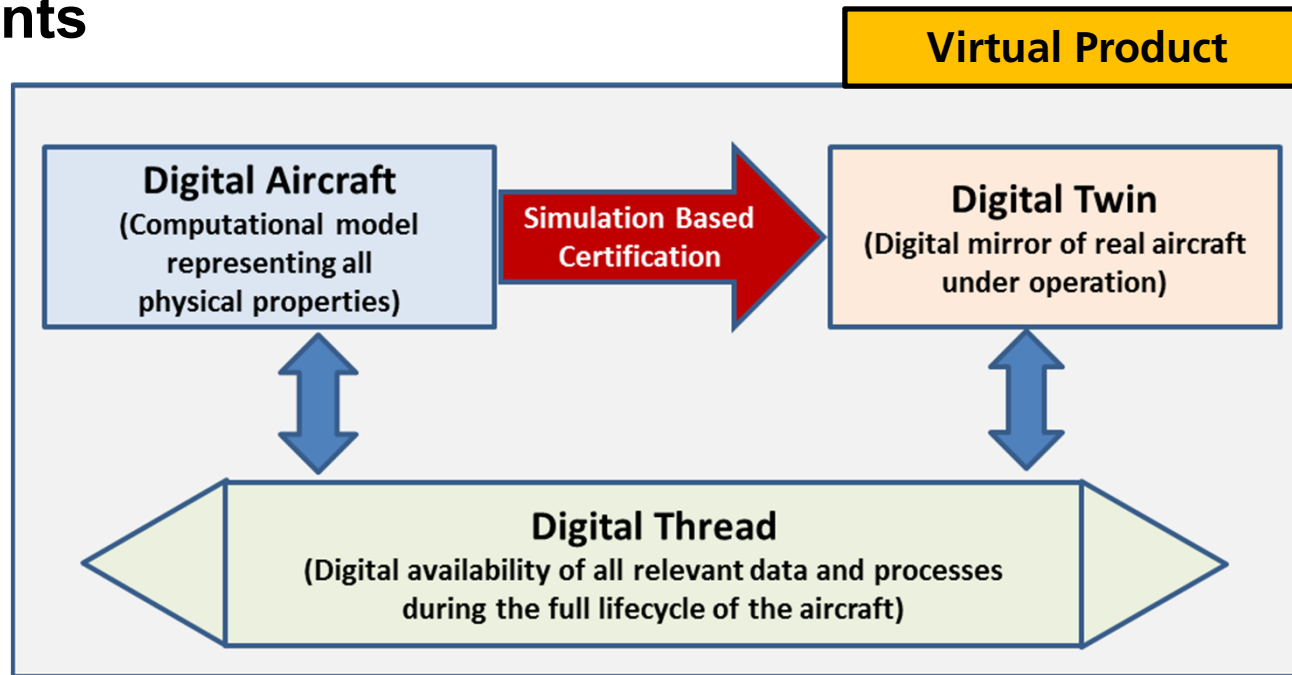 nts
Virtual Product
Digital Aircraft
(Computational model
representing all
physical properties)
Simulation Based
Certification
Digital Twin
(Digital mirror of real aircraft
under operation)
Digital Thread
(Digital availability of all relevant data and processes
during the full lifecycle of the aircraft)